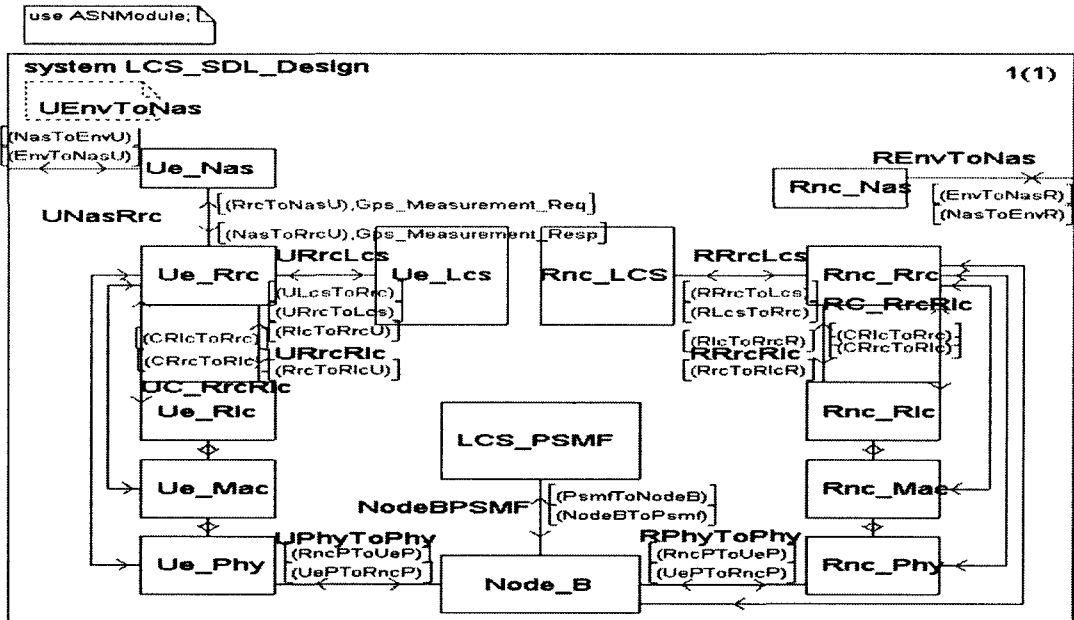 use ASNModule;
system LCS_SDL_Design
1(1)
UEnvToNas
(NasToEnvU)
(EnvToNasU)
Ue_Nas
REnvToNas
Rnc_Nas
(EnvToNasR)
(NasToEnvR)
UNasRrc
(RrcToNasU),Gps_Measurement_Req
(NasToRrcU),Gps_Measurement_Resp
Ue_Rrc
URrcLcs
Ue_Lcs
Rnc_LCS
RRrcLcs
Rnc_Rrc
(ULcsToRrc)
(URrcToLcs)
(RRrcToLcs)
(RLcsToRrc)
RC_RrcRlc
(CRlcToRrc)
(CRrcToRlc)
(RlcToRrcU)
URrcRlc
(RrcToRlcU)
(RlcToRrcR)
RRrcRlc
(RrcToRlcR)
(CRlcToRrc)
(CRrcToRlc)
UC_RrcRlc
Ue_Rlc
Rnc_Rlc
LCS_PSMF
Ue_Mac
Rnc_Mac
NodeBPSMF
(PsmfToNodeB)
(NodeBToPsmf)
UPhyToPhy
(RncPToUeP)
(UePToRncP)
RPhyToPhy
(RncPToUeP)
(UePToRncP)
Ue_Phy
Node_B
Rnc_Phy